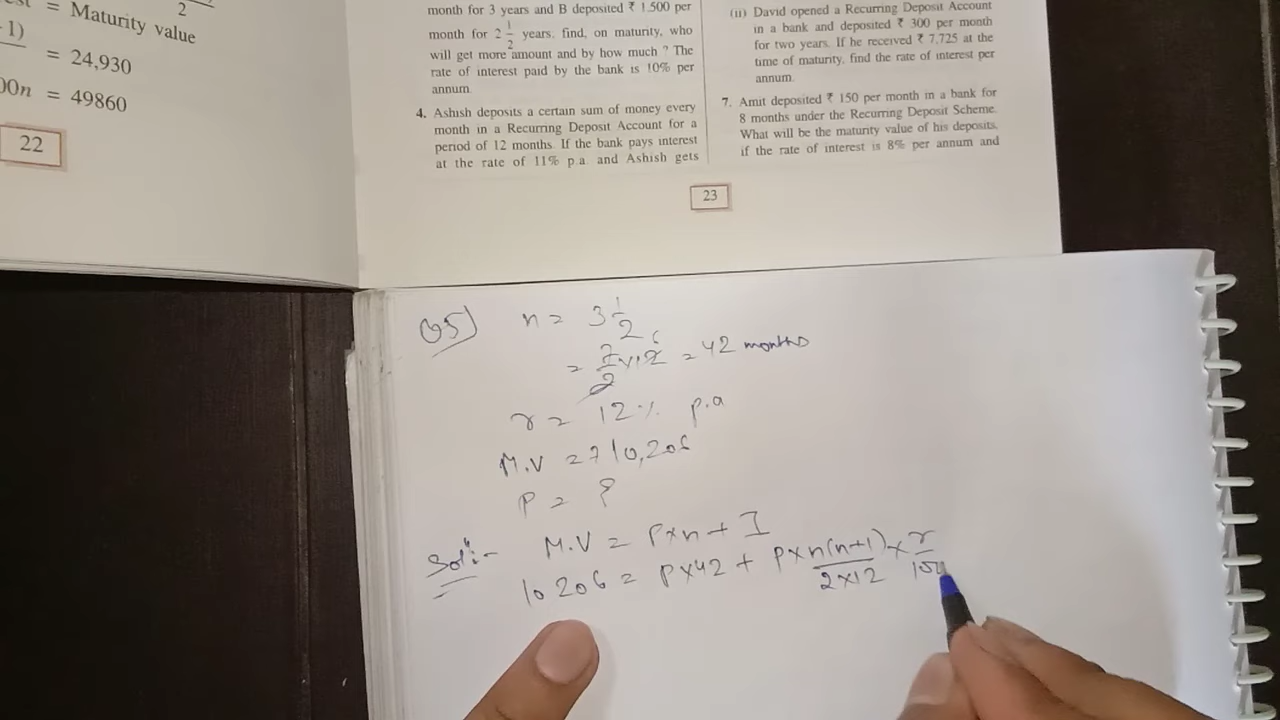 = Maturity value
2
= 24,930
00n = 49860
22
month for 3 years and B deposited ₹ 1,500 per
month for 2 1/2 years; find, on maturity, who
will get more amount and by how much ? The
rate of interest paid by the bank is 10% per
annum.
4. Ashish deposits a certain sum of money every
month in a Recurring Deposit Account for a
period of 12 months. If the bank pays interest
at the rate of 11% p.a. and Ashish gets
(ii) David opened a Recurring Deposit Account
in a bank and deposited ₹ 300 per month
for two years. If he received ₹ 7,725 at the
time of maturity, find the rate of interest per
annum.
7. Amit deposited ₹ 150 per month in a bank for
8 months under the Recurring Deposit Scheme.
What will be the maturity value of his deposits,
if the rate of interest is 8% per annum and
23
Q5) n = 3 1/2
= 7/2 × 12 6 = 42 months
r = 12% p.a
M.V = ₹ 10,206
P = ?
Solⁿ:- M.V = P×n + I
10206 = P×42 + P×n(n+1)/2×12 × r/100